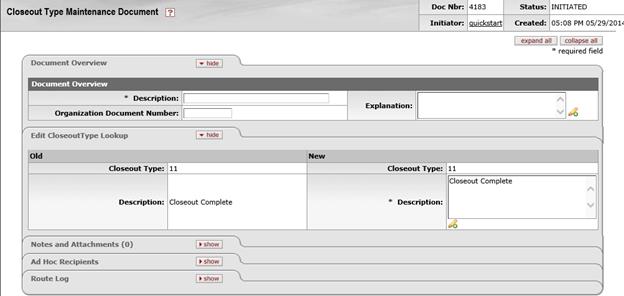 Closeout Type Maintenance Document ?
Doc Nbr: 4183 Status: INITIATED
Initiator: quickstart Created: 05:08 PM 05/29/2014
expand all collapse all
* required field
Document Overview hide
Document Overview
* Description: Explanation:
Organization Document Number:
Edit CloseoutType Lookup hide
Old New
Closeout Type: 11 Closeout Type: 11
Description: Closeout Complete * Description: Closeout Complete
Notes and Attachments (0) show
Ad Hoc Recipients show
Route Log show